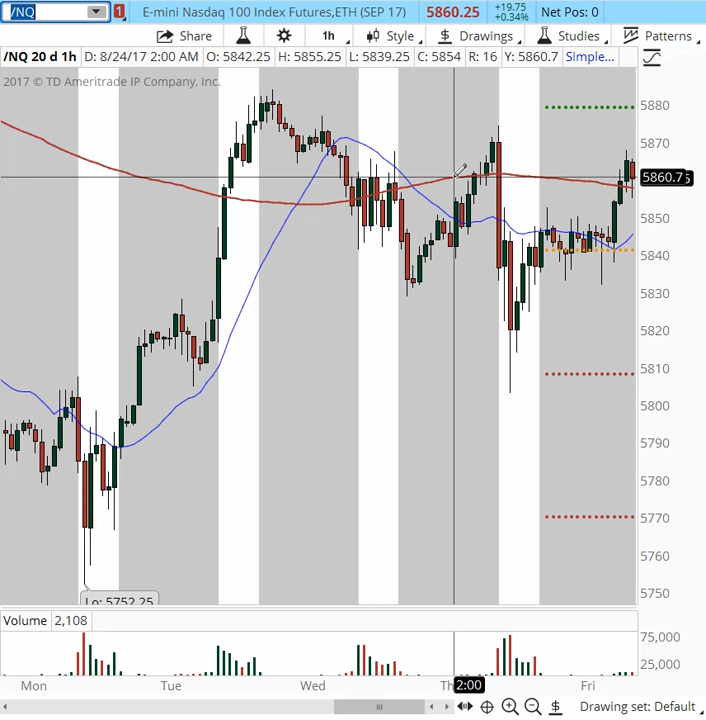 /NQ 1 E-mini Nasdaq 100 Index Futures,ETH (SEP 17) 5860.25 +19.75 +0.34% Net Pos: 0
Share 1h Style Drawings Studies Patterns
/NQ 20 d 1h D: 8/24/17 2:00 AM O: 5842.25 H: 5855.25 L: 5839.25 C: 5854 R: 16 Y: 5860.7 Simple...
2017 © TD Ameritrade IP Company, Inc.
5880
5870
5860.75
5850
5840
5830
5820
5810
5800
5790
5780
5770
5760
5750
Lo: 5752.25
Volume 2,108
75,000
25,000
Mon Tue Wed Th 2:00 Fri
Drawing set: Default